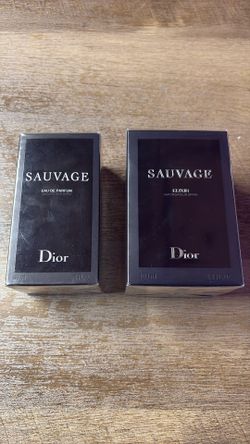 SAUVAGE
EAU DE PARFUM
Dior
SAUVAGE
ELIXIR
Dior